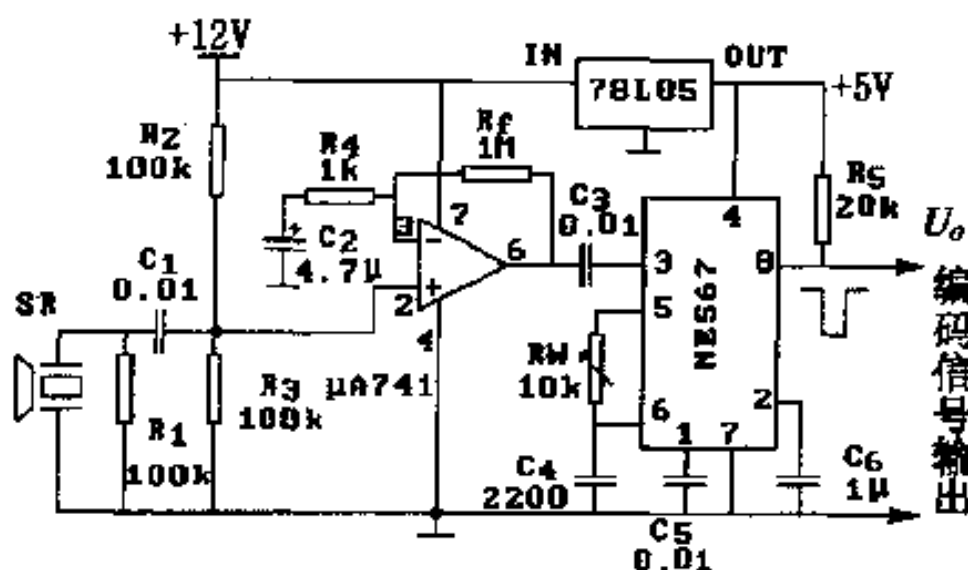 +12V
IN
OUT
78L05
+5V
R2
100k
R4
1k
Rf
1M
C3
0.01
R5
20k
Uo
7
4
3
−
6
3
8
C2
4.7μ
+
C1
0.01
2
+
5
NE567
SR
4
RW
10k
μA741
R3
100k
6
2
R1
100k
1
7
C4
2200
C6
1μ
C5
0.01
编码信号输出